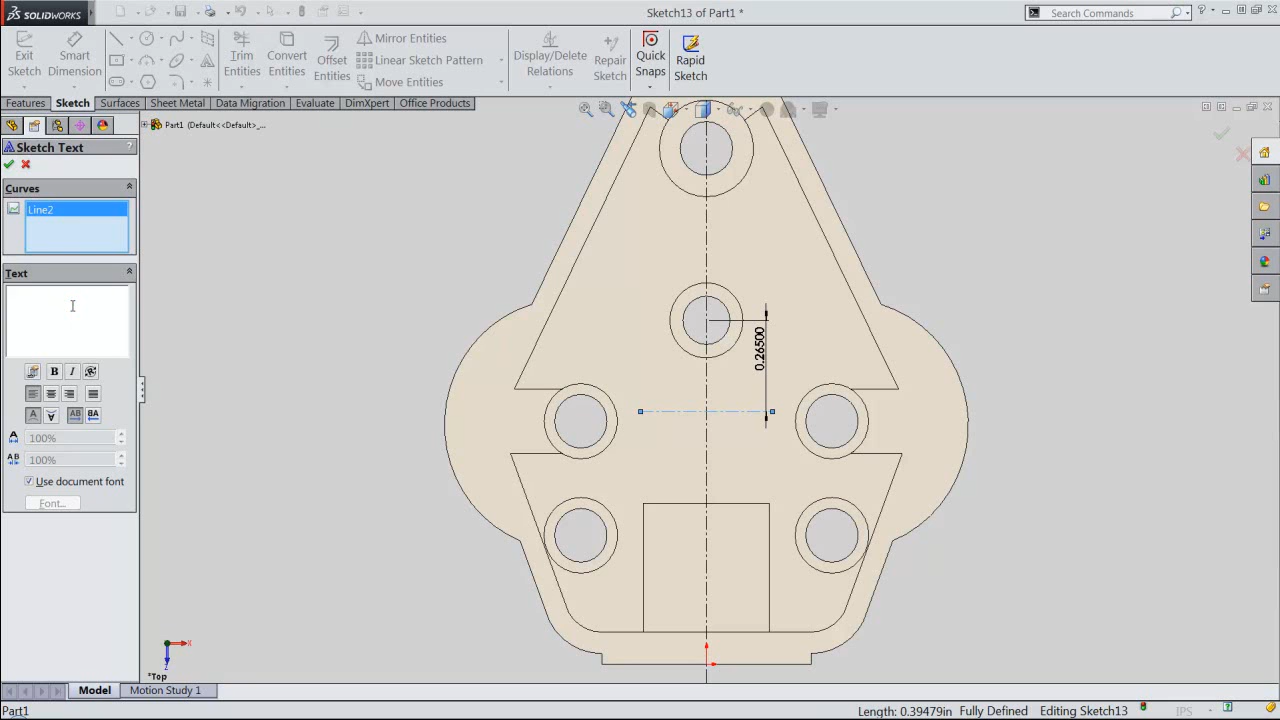 SOLIDWORKS
Sketch13 of Part1 *
Search Commands
Exit Sketch
Smart Dimension
Trim Entities
Convert Entities
Offset Entities
Mirror Entities
Linear Sketch Pattern
Move Entities
Display/Delete Relations
Repair Sketch
Quick Snaps
Rapid Sketch
Features
Sketch
Surfaces
Sheet Metal
Data Migration
Evaluate
DimXpert
Office Products
Part1 (Default<<Default>_...
Sketch Text
?
Curves
Line2
Text
B
I
AB
100%
AB
100%
Use document font
Font...
0.26500
X
Z
*Top
Model
Motion Study 1
Part1
Length: 0.39479in
Fully Defined
Editing Sketch13
IPS